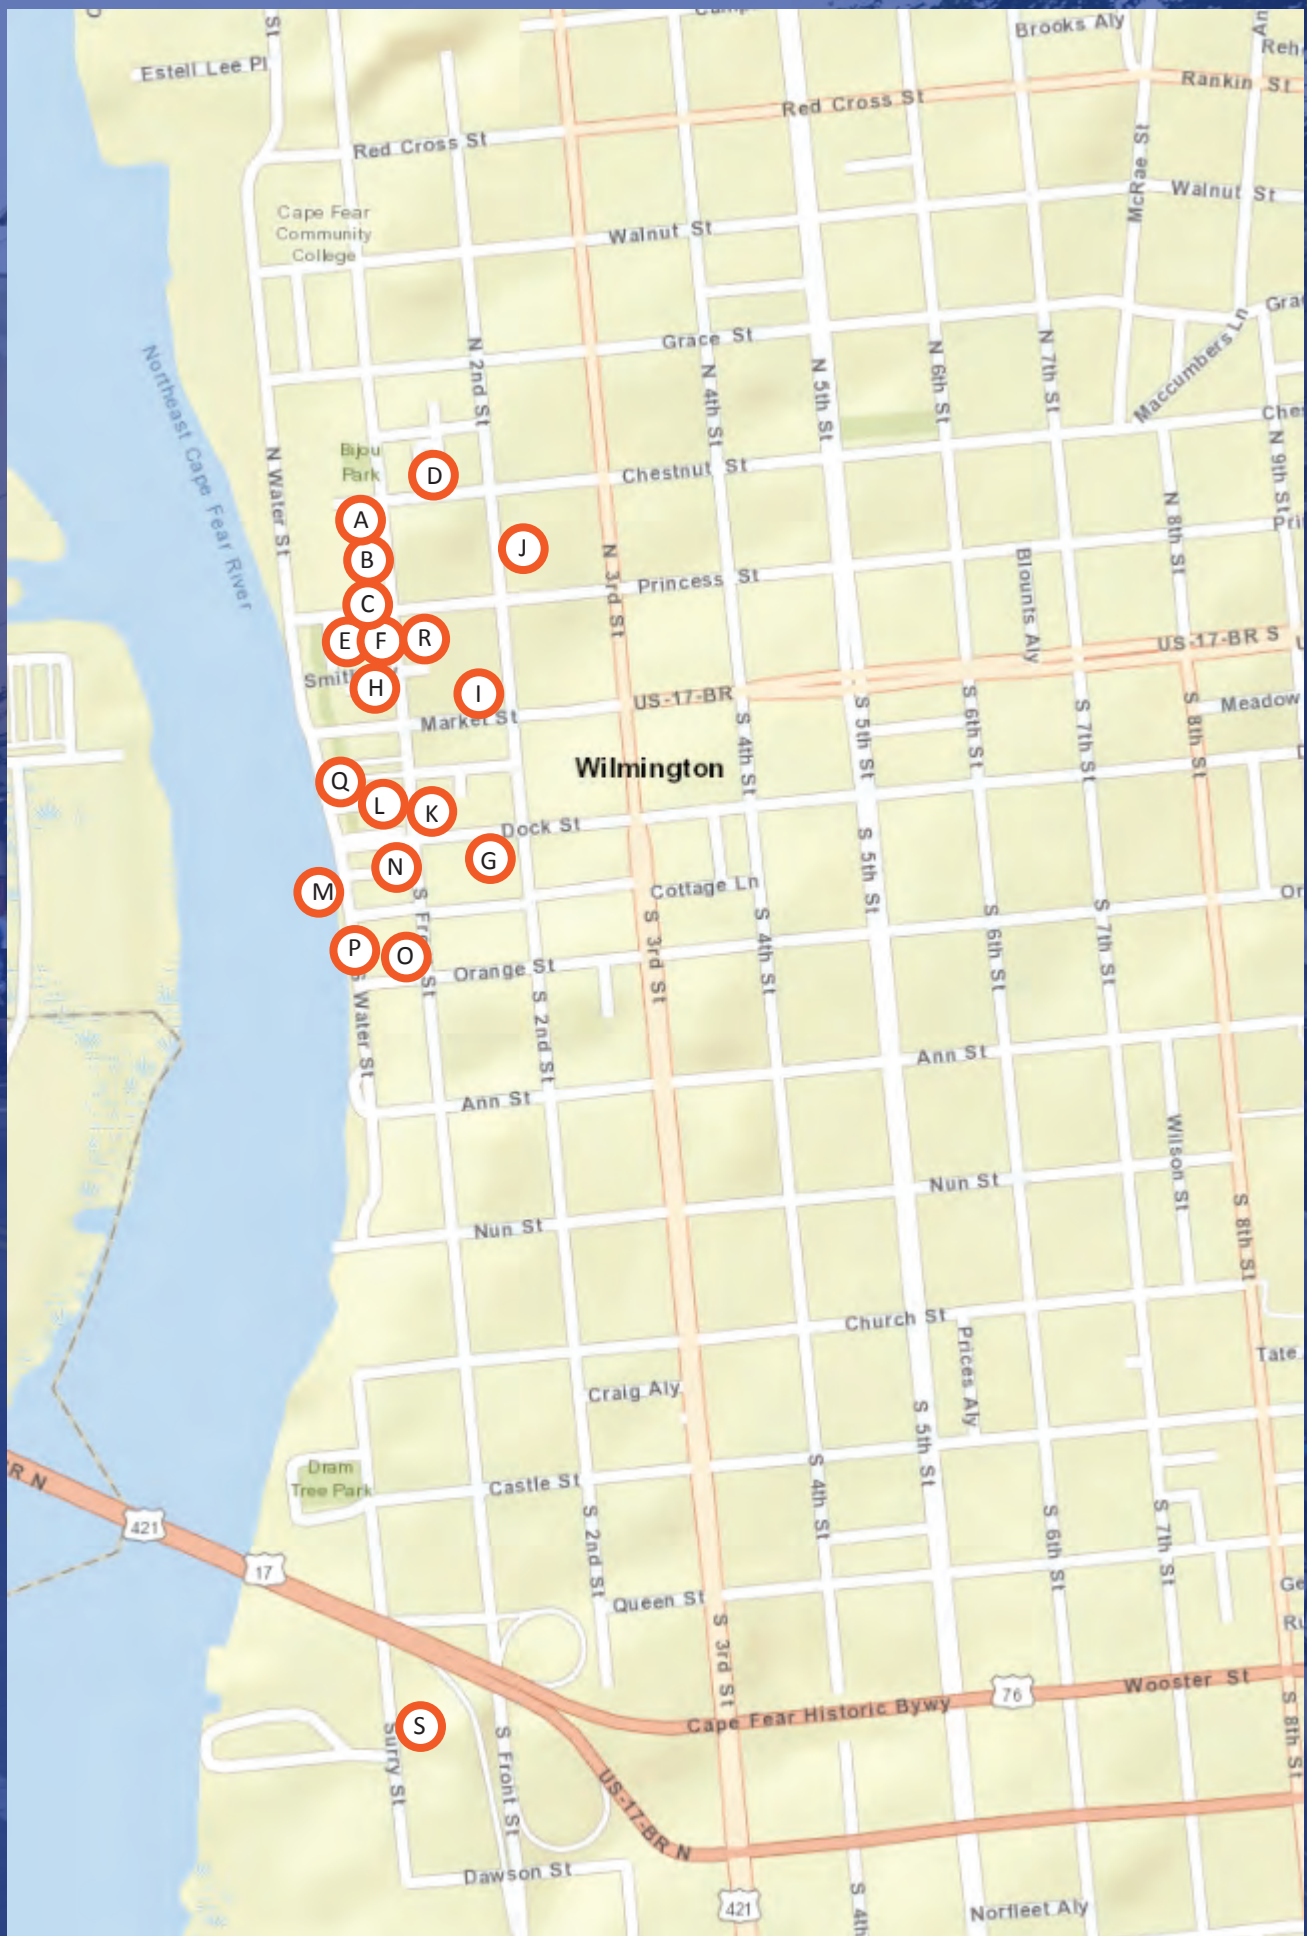 St
Brooks Aly
Estell Lee Pl
Rankin St
Red Cross St
Red Cross St
McRae St
Walnut St
Cape Fear
Community
College
Walnut St
Grace St
Maccumbers Ln
Northeast Cape Fear River
N 2nd St
N 4th St
N 5th St
N 6th St
N 7th St
Bijou
Park
N Water St
D
Chestnut St
N 9th St
N 8th St
A
B
J
N 3rd St
Princess St
Blounts Aly
C
E
F
R
US-17-BR S
H
I
US-17-BR
Market St
S 4th St
S 5th St
S 6th St
S 7th St
S 8th St
Meadow
Wilmington
Q
L
K
Dock St
G
N
M
S 5th St
Cottage Ln
S 3rd St
S 4th St
S 6th St
S 7th St
P
O
Orange St
S Water St
S 2nd St
Ann St
Ann St
Wilson St
Nun St
Nun St
S 8th St
Church St
Prices Aly
Tate
Craig Aly
S 5th St
Dram
Tree Park
Castle St
S 4th St
R N
421
17
S 2nd St
S 6th St
S 7th St
Queen St
S 3rd St
76
Wooster St
Cape Fear Historic Bywy
S
Surry St
S Front St
US-17-BR N
S 8th St
Dawson St
421
S 4th
Norfleet Aly